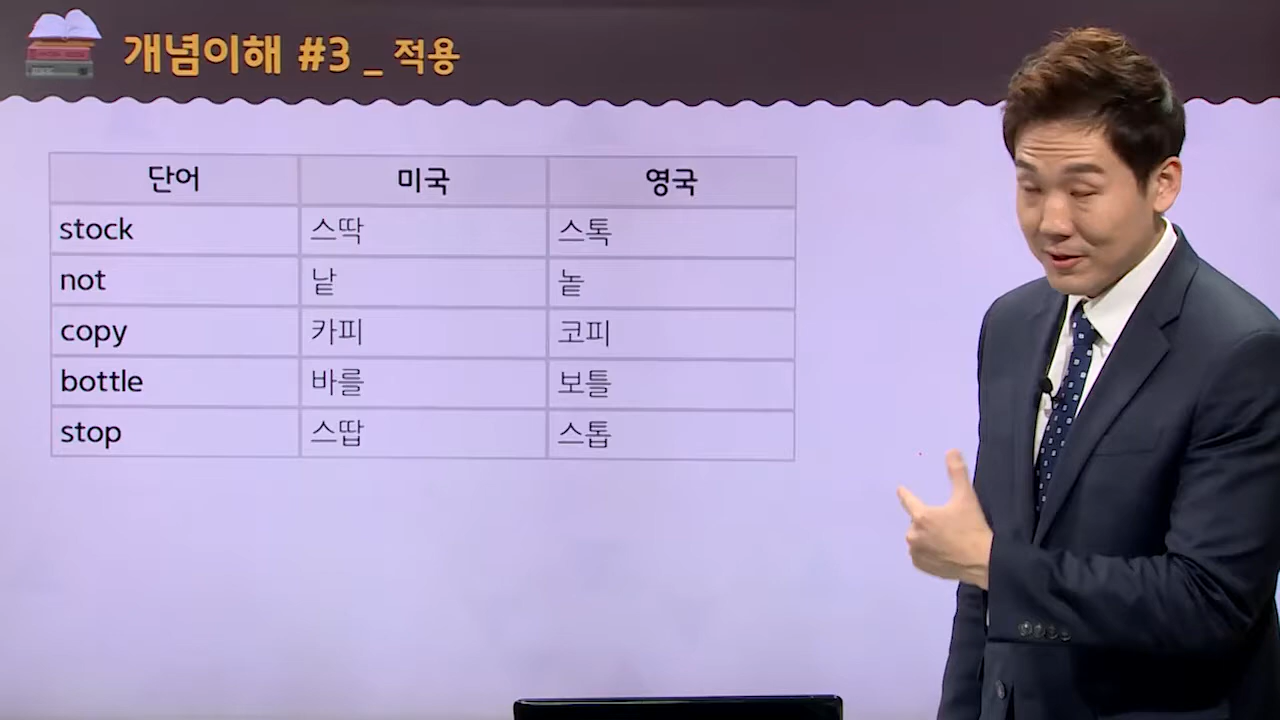 개념이해 #3 _ 적용
단어 미국 영국
stock 스딱 스톡
not 낱 놑
copy 카피 코피
bottle 바를 보틀
stop 스땁 스톱